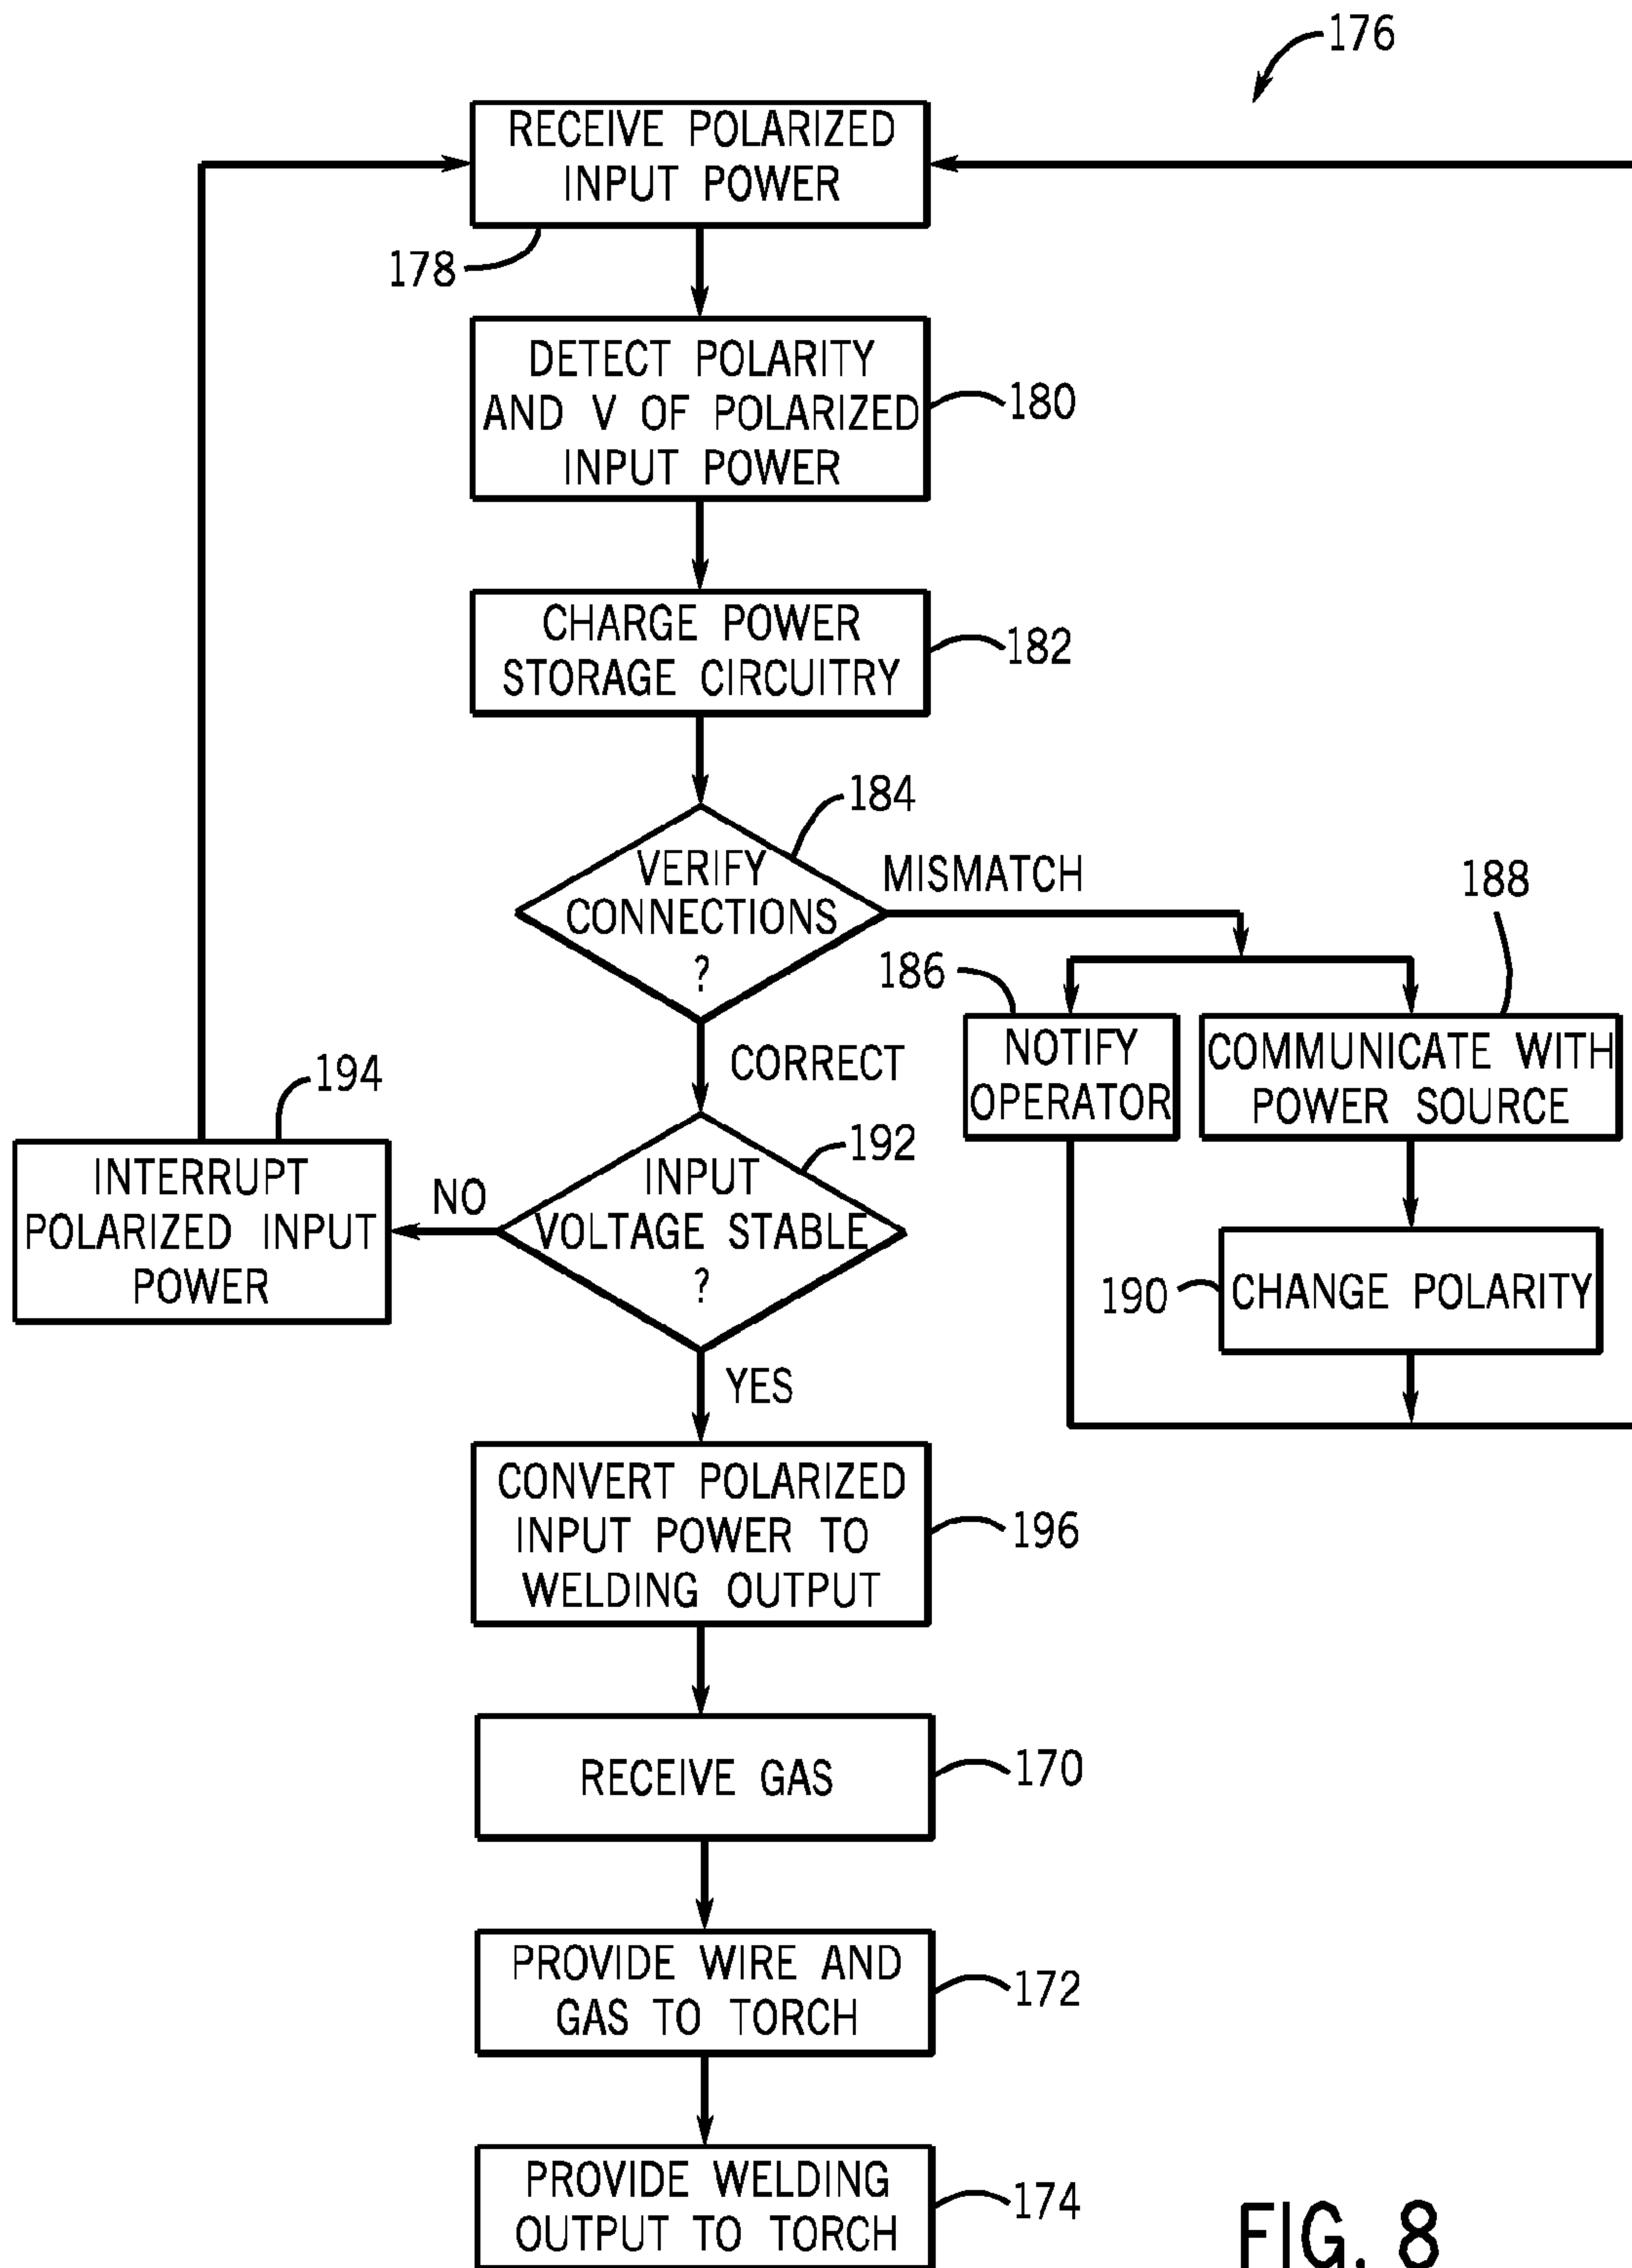 176
RECEIVE POLARIZED
INPUT POWER
178
DETECT POLARITY
AND V OF POLARIZED
INPUT POWER
180
CHARGE POWER
STORAGE CIRCUITRY
182
184
VERIFY
CONNECTIONS
?
MISMATCH
188
186
NOTIFY
OPERATOR
COMMUNICATE WITH
POWER SOURCE
CORRECT
194
192
INTERRUPT
POLARIZED INPUT
POWER
NO
INPUT
VOLTAGE STABLE
?
190
CHANGE POLARITY
YES
CONVERT POLARIZED
INPUT POWER TO
WELDING OUTPUT
196
RECEIVE GAS
170
PROVIDE WIRE AND
GAS TO TORCH
172
PROVIDE WELDING
OUTPUT TO TORCH
174
FIG. 8